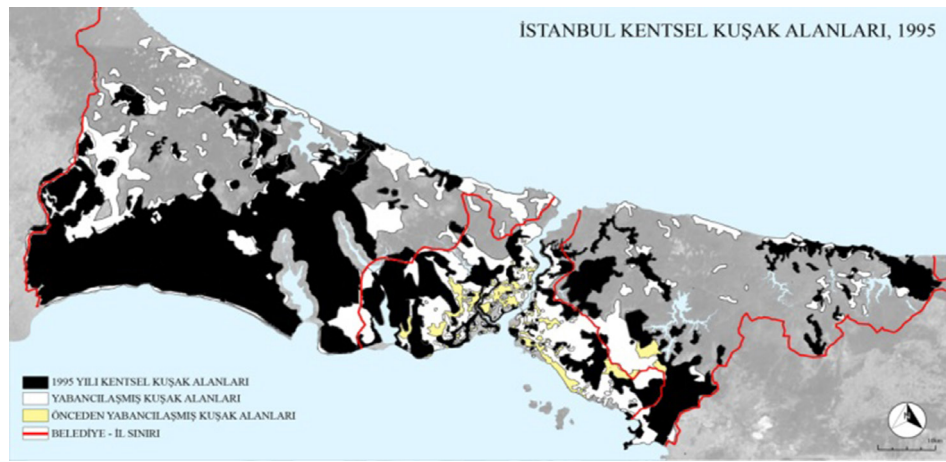 İSTANBUL KENTSEL KUŞAK ALANLARI, 1995
1995 YILI KENTSEL KUŞAK ALANLARI
YABANCILAŞMIŞ KUŞAK ALANLARI
ÖNCEDEN YABANCILAŞMIŞ KUŞAK ALANLARI
BELEDİYE - İL SINIRI
10km